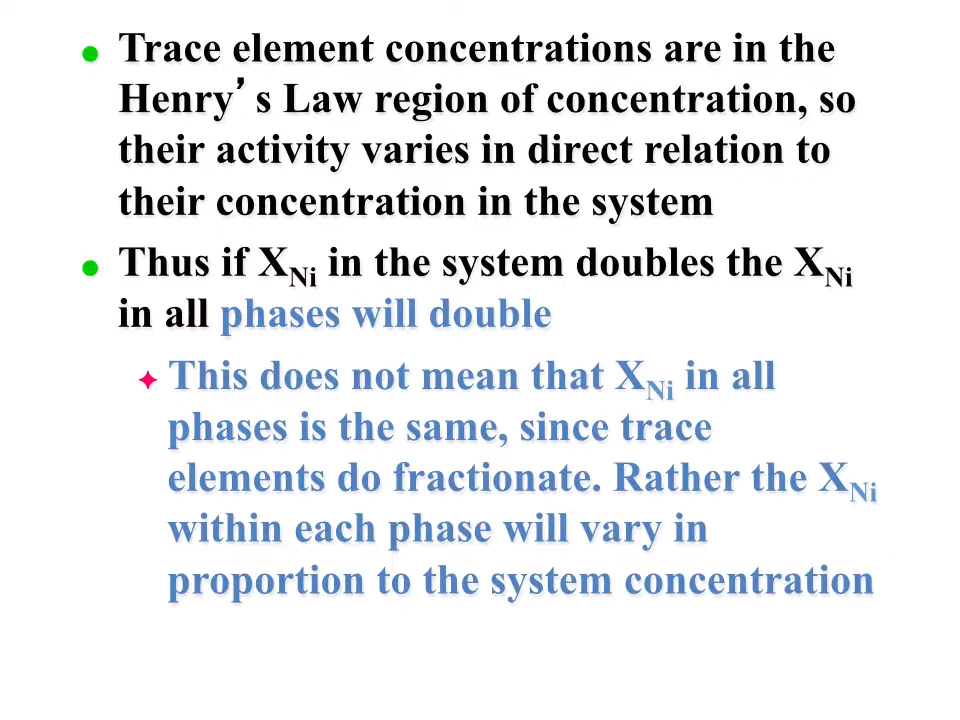 Trace element concentrations are in the
Henry’s Law region of concentration, so
their activity varies in direct relation to
their concentration in the system
Thus if XNi in the system doubles the XNi
in all phases will double
This does not mean that XNi in all
phases is the same, since trace
elements do fractionate. Rather the XNi
within each phase will vary in
proportion to the system concentration